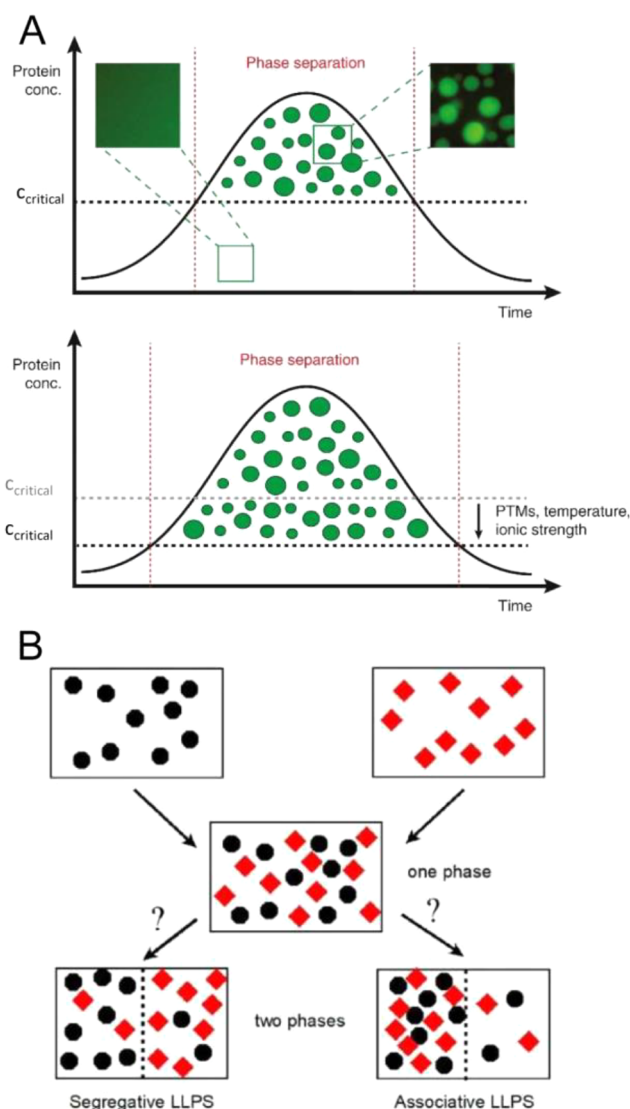 A
Protein
conc.
Phase separation
Ccritical
Time
Protein
conc.
Phase separation
Ccritical
Ccritical
PTMs, temperature,
ionic strength
Time
B
one phase
?
?
two phases
Segregative LLPS
Associative LLPS